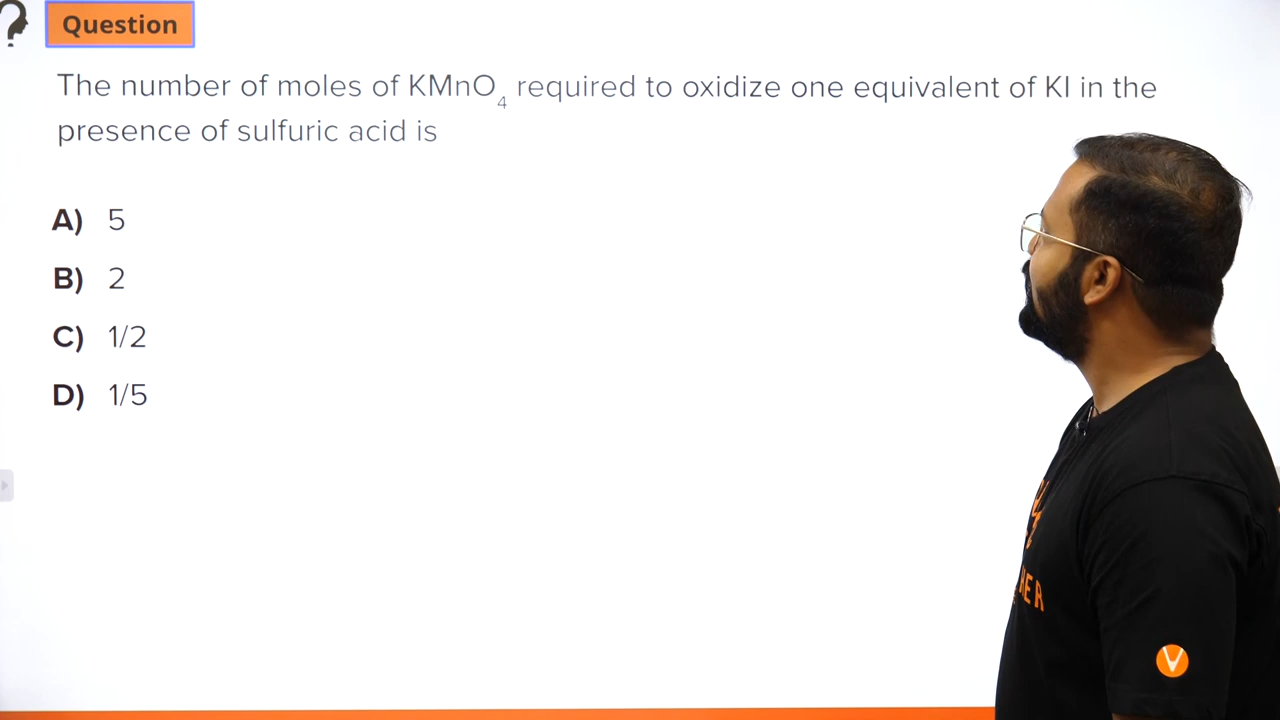 Question
The number of moles of KMnO₄ required to oxidize one equivalent of KI in the
presence of sulfuric acid is
A) 5
B) 2
C) 1/2
D) 1/5
V